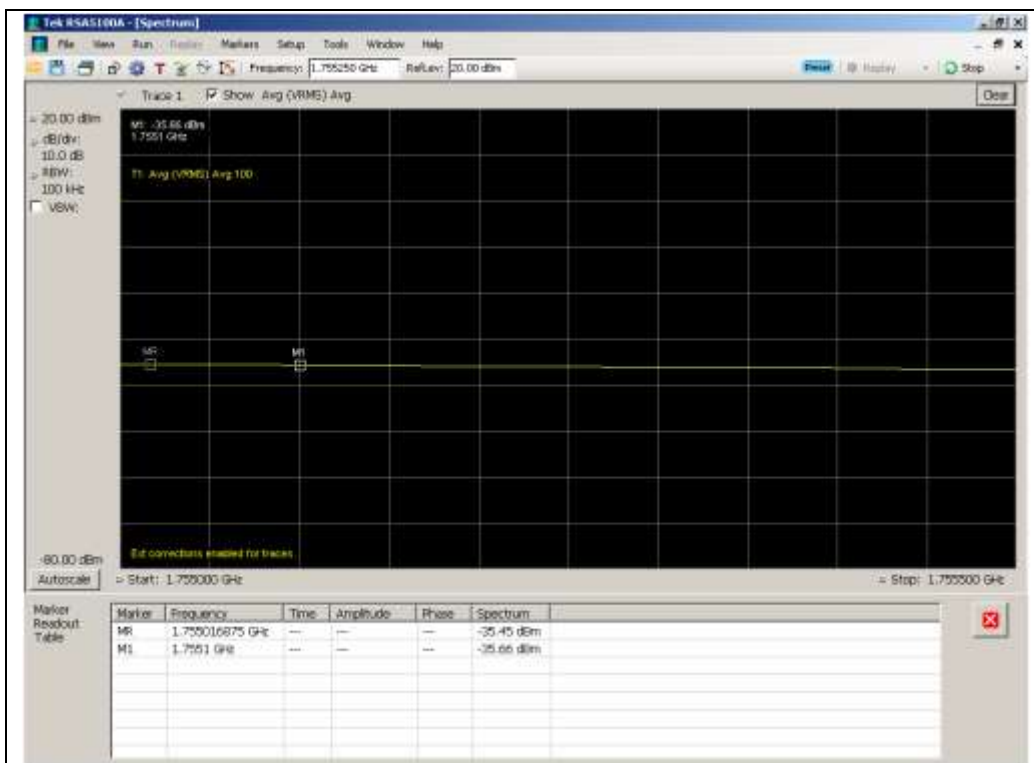 Tek RSA5100A - [Spectrum]
File View Run Replay Markers Setup Tools Window Help
Frequency: 1.755250 GHz RefLev: 20.00 dBm Preset Replay Stop
Trace 1 Show Avg (VRMS) Avg Clear
20.00 dBm
dB/div:
10.0 dB
RBW:
100 kHz
VBW:
M1: -35.66 dBm
1.7551 GHz
T1: Avg (VRMS) Avg:100
MR
M1
Ext corrections enabled for traces
-80.00 dBm
Autoscale Start: 1.755000 GHz Stop: 1.755500 GHz
Marker
Readout
Table
Marker Frequency Time Amplitude Phase Spectrum
MR 1.755016875 GHz --- --- --- -35.45 dBm
M1 1.7551 GHz --- --- --- -35.66 dBm